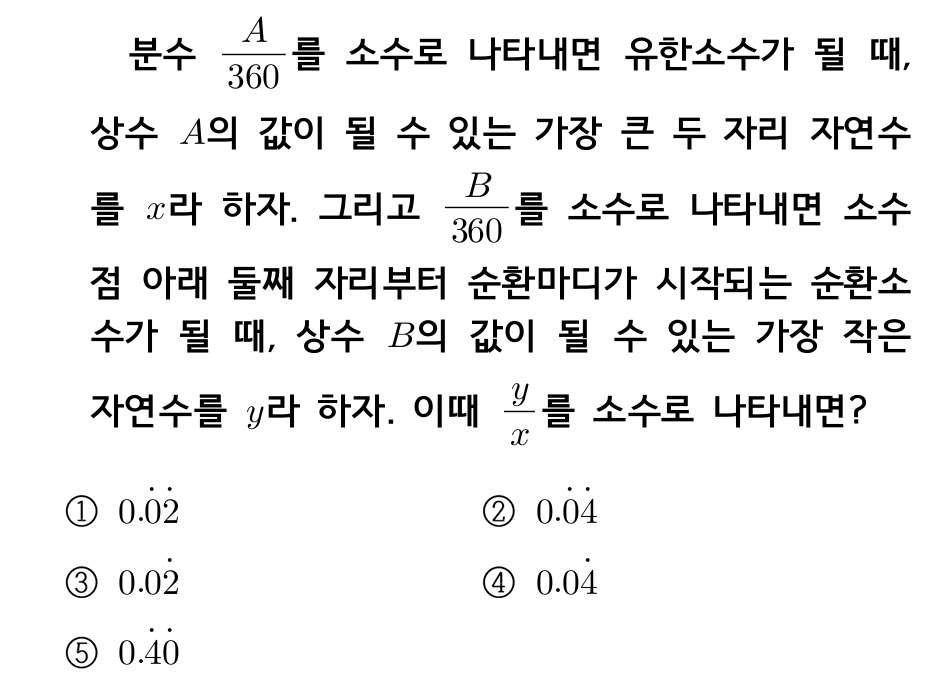 분수 $\frac{A}{360}$를 소수로 나타내면 유한소수가 될 때,
상수 $A$의 값이 될 수 있는 가장 큰 두 자리 자연수
를 $x$라 하자. 그리고 $\frac{B}{360}$를 소수로 나타내면 소수
점 아래 둘째 자리부터 순환마디가 시작되는 순환소
수가 될 때, 상수 $B$의 값이 될 수 있는 가장 작은
자연수를 $y$라 하자. 이때 $\frac{y}{x}$를 소수로 나타내면?
① $0.\dot{0}\dot{2}$ ② $0.\dot{0}\dot{4}$
③ $0.0\dot{2}$ ④ $0.0\dot{4}$
⑤ $0.\dot{4}\dot{0}$